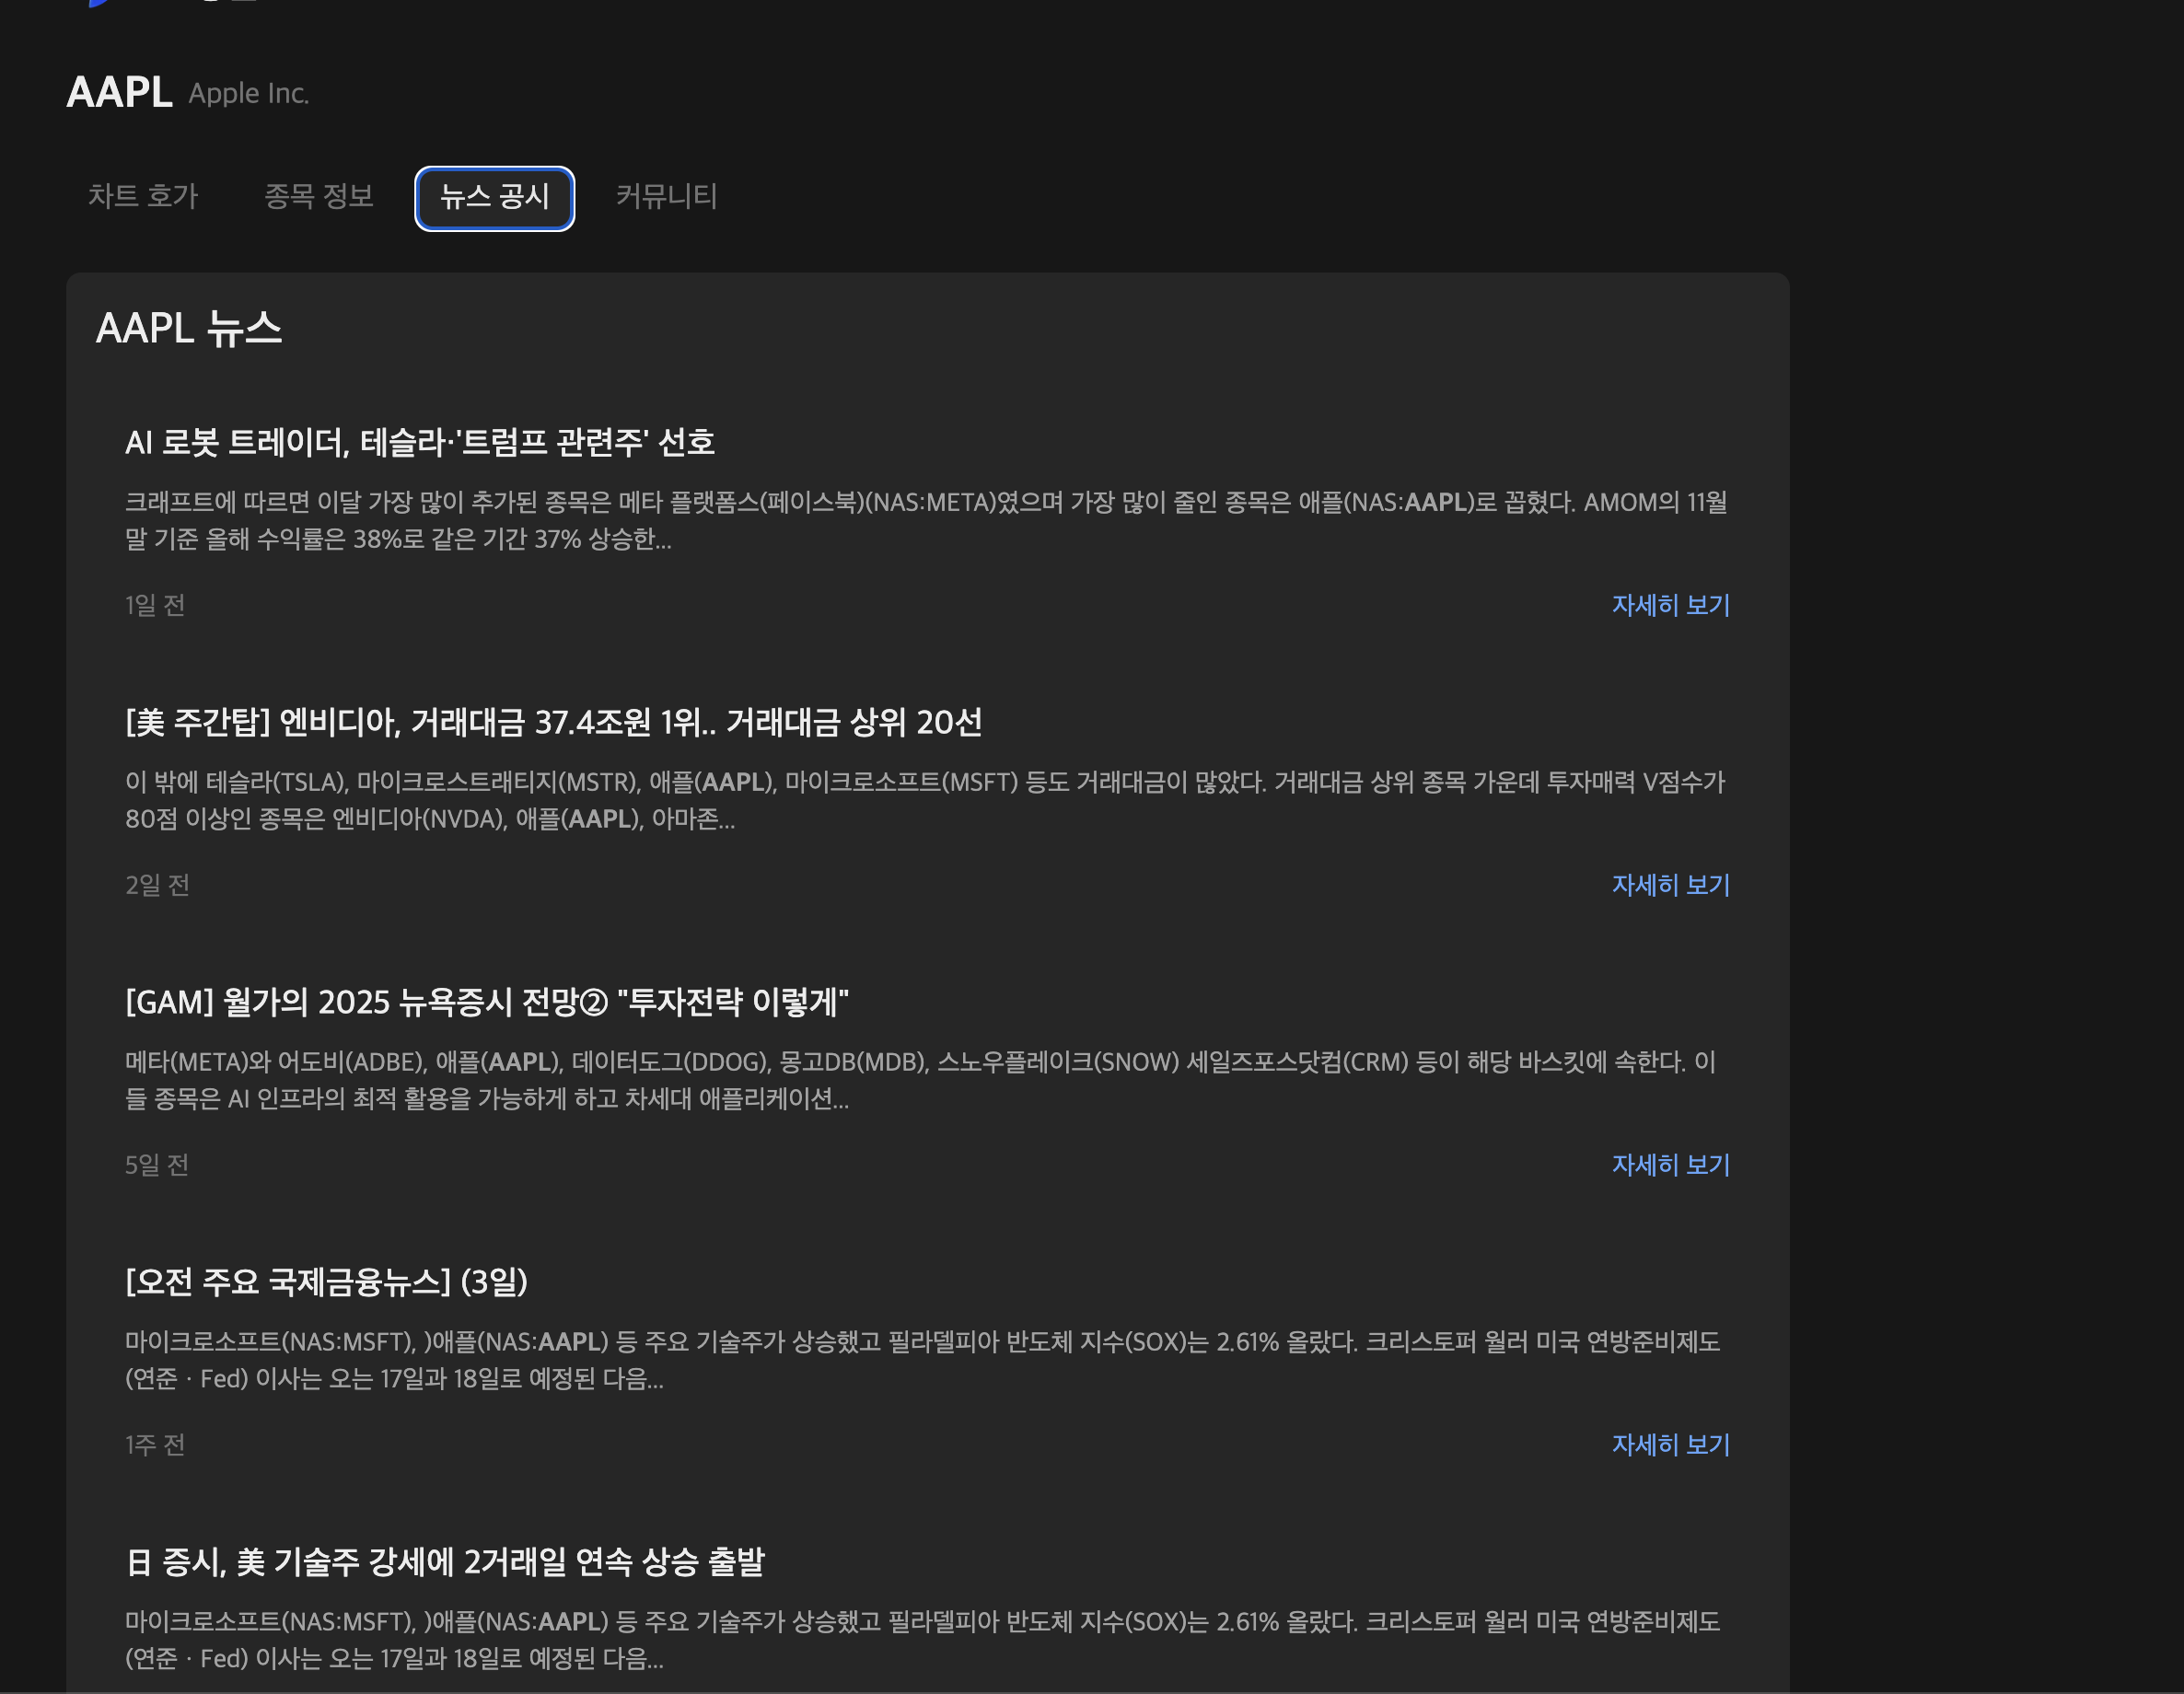 AAPL Apple Inc.
차트 호가 종목 정보 뉴스 공시 커뮤니티
AAPL 뉴스
AI 로봇 트레이더, 테슬라·'트럼프 관련주' 선호
크래프트에 따르면 이달 가장 많이 추가된 종목은 메타 플랫폼스(페이스북)(NAS:META)였으며 가장 많이 줄인 종목은 애플(NAS:AAPL)로 꼽혔다. AMOM의 11월
말 기준 올해 수익률은 38%로 같은 기간 37% 상승한...
1일 전 자세히 보기
[美 주간탑] 엔비디아, 거래대금 37.4조원 1위.. 거래대금 상위 20선
이 밖에 테슬라(TSLA), 마이크로스트래티지(MSTR), 애플(AAPL), 마이크로소프트(MSFT) 등도 거래대금이 많았다. 거래대금 상위 종목 가운데 투자매력 V점수가
80점 이상인 종목은 엔비디아(NVDA), 애플(AAPL), 아마존...
2일 전 자세히 보기
[GAM] 월가의 2025 뉴욕증시 전망② "투자전략 이렇게"
메타(META)와 어도비(ADBE), 애플(AAPL), 데이터도그(DDOG), 몽고DB(MDB), 스노우플레이크(SNOW) 세일즈포스닷컴(CRM) 등이 해당 바스킷에 속한다. 이
들 종목은 AI 인프라의 최적 활용을 가능하게 하고 차세대 애플리케이션...
5일 전 자세히 보기
[오전 주요 국제금융뉴스] (3일)
마이크로소프트(NAS:MSFT), )애플(NAS:AAPL) 등 주요 기술주가 상승했고 필라델피아 반도체 지수(SOX)는 2.61% 올랐다. 크리스토퍼 월러 미국 연방준비제도
(연준 · Fed) 이사는 오는 17일과 18일로 예정된 다음...
1주 전 자세히 보기
日 증시, 美 기술주 강세에 2거래일 연속 상승 출발
마이크로소프트(NAS:MSFT), )애플(NAS:AAPL) 등 주요 기술주가 상승했고 필라델피아 반도체 지수(SOX)는 2.61% 올랐다. 크리스토퍼 월러 미국 연방준비제도
(연준 · Fed) 이사는 오는 17일과 18일로 예정된 다음...